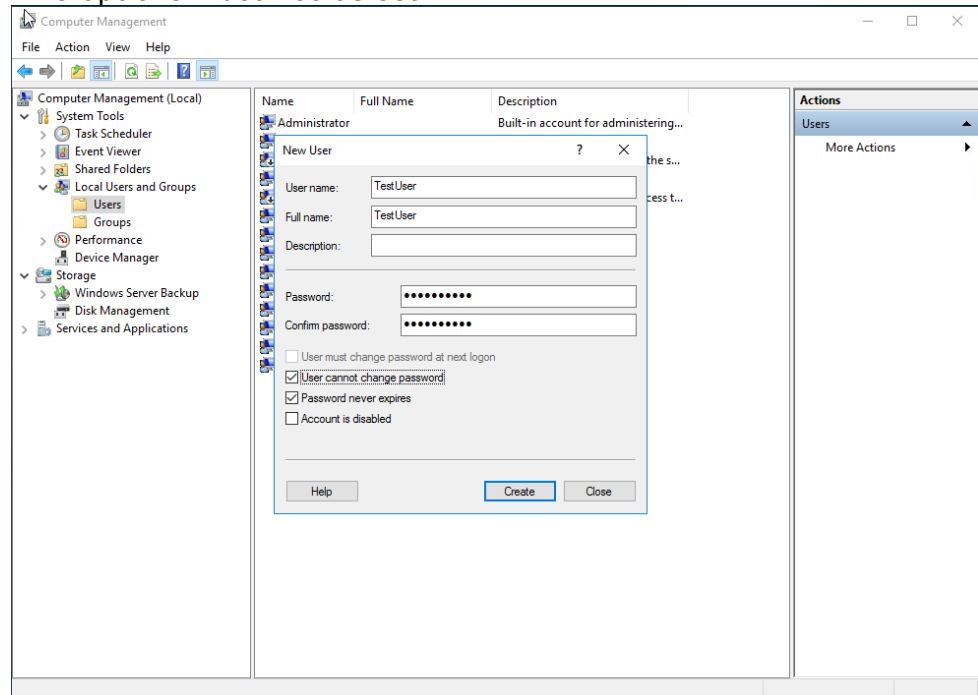 Computer Management
File Action View Help
Computer Management (Local)
System Tools
Task Scheduler
Event Viewer
Shared Folders
Local Users and Groups
Users
Groups
Performance
Device Manager
Storage
Windows Server Backup
Disk Management
Services and Applications
Name Full Name Description
Administrator Built-in account for administering...
the s...
cess t...
New User ? X
User name: TestUser
Full name: TestUser
Description:
Password: ••••••••••
Confirm password: ••••••••••
User must change password at next logon
User cannot change password
Password never expires
Account is disabled
Help Create Close
Actions
Users
More Actions